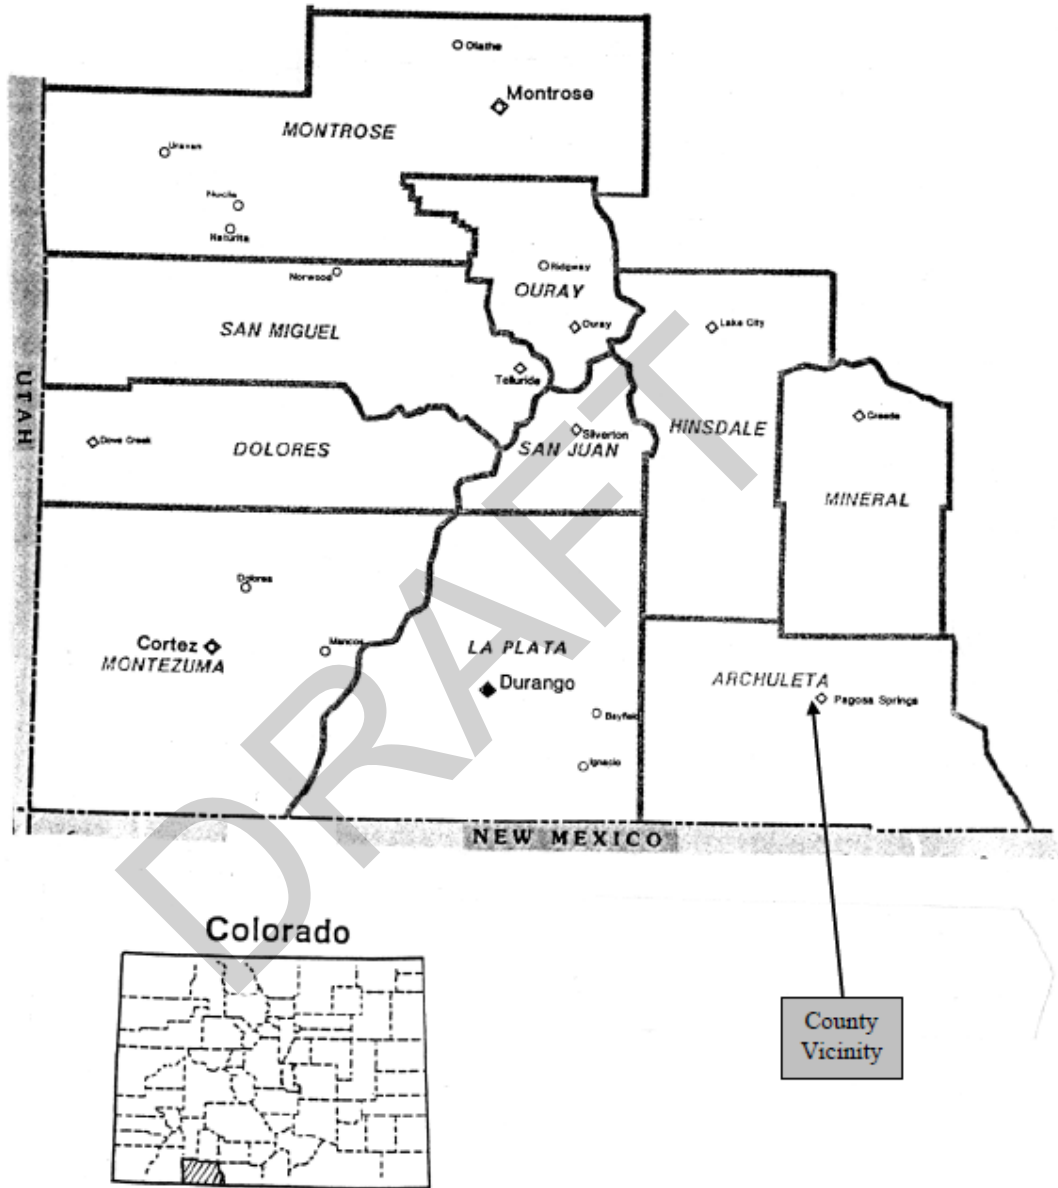 Olathe
Montrose
MONTROSE
Uravan
Nucla
Naturita
Norwood
Ridgway
OURAY
Ouray
Lake City
SAN MIGUEL
Telluride
UTAH
Creede
Dove Creek
DOLORES
Silverton
SAN JUAN
HINSDALE
MINERAL
DRAFT
Dolores
Cortez
MONTEZUMA
Mancos
LA PLATA
Durango
ARCHULETA
Pagosa Springs
Bayfield
Ignacio
NEW MEXICO
Colorado
County
Vicinity